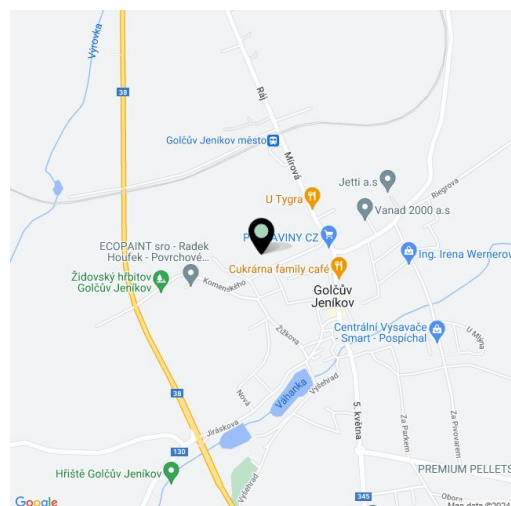 Výrovka
38
Ráj
Golčův Jeníkov město
Mírová
Jetti a.s
Riegrova
U Tygra
Vanad 2000 a.s
CZ
ECOPAINT sro - Radek
Houfek - Povrchové...
Ing. Irena Wernerov
Cukrárna family café
Židovský hřbitov
Golčův Jeníkov
Komenského
Golčův
Jeníkov
Žižkova
Centrální Vysavače
- Smart - Pospíchal
U Mlýna
Váhanka
Vyšehrad
Nová
38
5. května
Jiráskova
Za Parkem
Za Pivovarem
130
Hřiště Golčův Jeníkov
Vyšehrad
PREMIUM PELLETS
345
Obora
Google
Map data ©2024